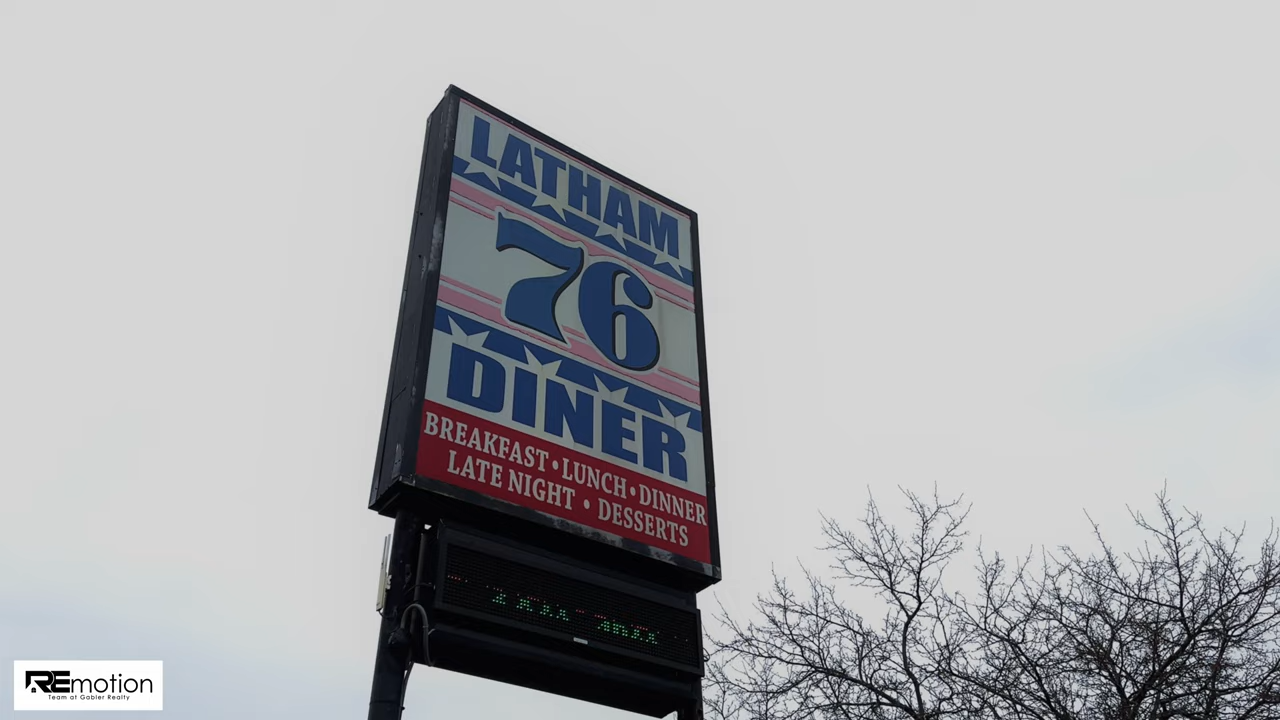 LATHAM
76
DINER
BREAKFAST • LUNCH • DINNER
LATE NIGHT • DESSERTS
REmotion
Team at Gabler Realty